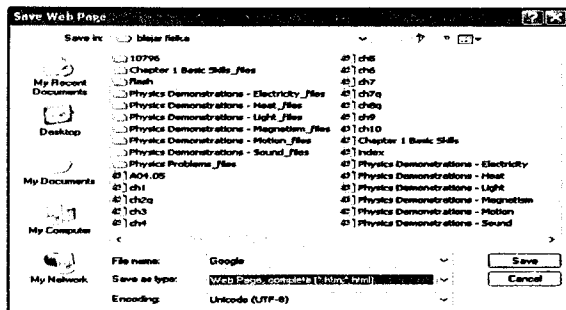 Save Web Page
Save in: blajar fisika
My Recent Documents
Desktop
My Documents
My Computer
My Network
10796
Chapter 1 Basic Skills_files
flash
Physics Demonstrations - Electricity_files
Physics Demonstrations - Heat_files
Physics Demonstrations - Light_files
Physics Demonstrations - Magnetism_files
Physics Demonstrations - Motion_files
Physics Demonstrations - Sound_files
Physics Problems_files
A04.05
ch1
ch2q
ch3
ch4
ch6
ch7
ch7q
ch8q
ch9
ch10
Chapter 1 Basic Skills
Index
Physics Demonstrations - Electricity
Physics Demonstrations - Heat
Physics Demonstrations - Light
Physics Demonstrations - Magnetism
Physics Demonstrations - Motion
Physics Demonstrations - Sound
File name: Google
Save
Save as type: Web Page, complete (*.htm;*.html)
Cancel
Encoding: Unicode (UTF-8)